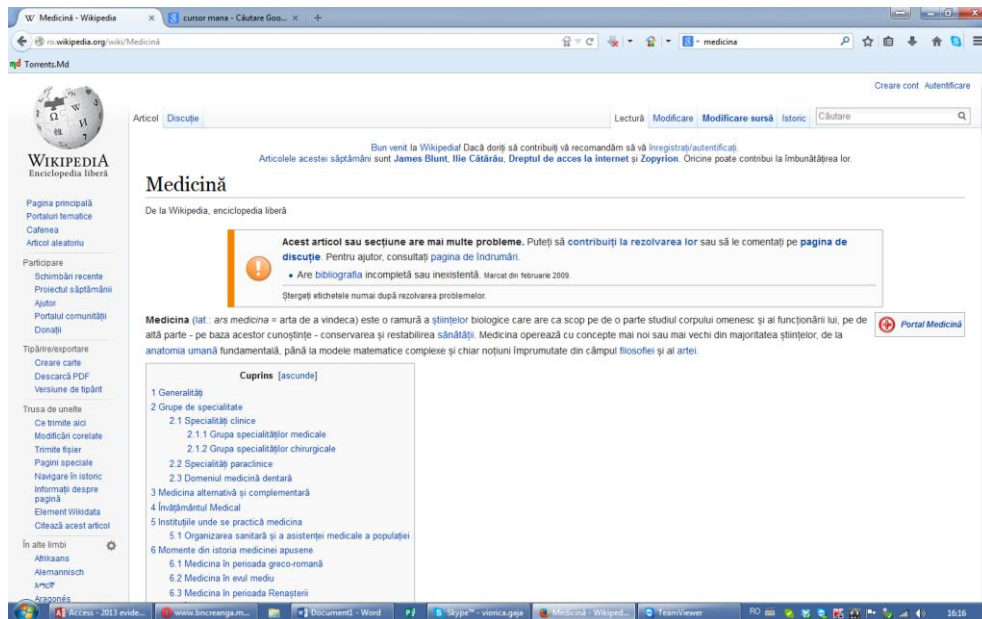 Medicină - Wikipedia
cursor mana - Căutare Goo...
ro.wikipedia.org/wiki/Medicină
medicina
Torrents.Md
Creare cont Autentificare
Articol Discuție
Lectură Modificare Modificare sursă Istoric Căutare
WIKIPEDIA
Enciclopedia liberă
Bun venit la Wikipedia! Dacă doriți să contribuiți vă recomandăm să vă înregistrați/autentificați.
Articolele acestei săptămâni sunt James Blunt, Ilie Cătărău, Dreptul de acces la internet și Zopyrion. Oricine poate contribui la îmbunătățirea lor.
Medicină
De la Wikipedia, enciclopedia liberă
Pagina principală
Portaluri tematice
Cafenea
Articol aleatoriu
Participare
Schimbări recente
Proiectul săptămânii
Ajutor
Portalul comunității
Donații
Tipărire/exportare
Creare carte
Descarcă PDF
Versiune de tipărit
Trusa de unelte
Ce trimite aici
Modificări corelate
Trimite fișier
Pagini speciale
Navigare în istoric
Informații despre
pagină
Element Wikidata
Citează acest articol
În alte limbi
Afrikaans
Alemannisch
አማርኛ
Aragonés
Acest articol sau secțiune are mai multe probleme. Puteți să contribuiți la rezolvarea lor sau să le comentați pe pagina de
discuție. Pentru ajutor, consultați pagina de îndrumări.
• Are bibliografia incompletă sau inexistentă. Marcat din februarie 2009.
Ștergeți etichetele numai după rezolvarea problemelor.
Medicina (lat.: ars medicina = arta de a vindeca) este o ramură a științelor biologice care are ca scop pe de o parte studiul corpului omenesc și al funcționării lui, pe de
altă parte - pe baza acestor cunoștințe - conservarea și restabilirea sănătății. Medicina operează cu concepte mai noi sau mai vechi din majoritatea științelor, de la
anatomia umană fundamentală, până la modele matematice complexe și chiar noțiuni împrumutate din câmpul filosofiei și al artei.
Portal Medicină
Cuprins [ascunde]
1 Generalități
2 Grupe de specialitate
2.1 Specialități clinice
2.1.1 Grupa specialităților medicale
2.1.2 Grupa specialităților chirurgicale
2.2 Specialități paraclinice
2.3 Domeniul medicină dentară
3 Medicina alternativă și complementară
4 Învățământul Medical
5 Instituțiile unde se practică medicina
5.1 Organizarea sanitară și a asistenței medicale a populației
6 Momente din istoria medicinei apusene
6.1 Medicina în perioada greco-romană
6.2 Medicina în evul mediu
6.3 Medicina în perioada Renașterii
Access - 2013 evide...
www.bncreanga.m...
Document1 - Word
Skype™ - viorica.gaja
Medicină - Wikiped...
TeamViewer
RO
16:16